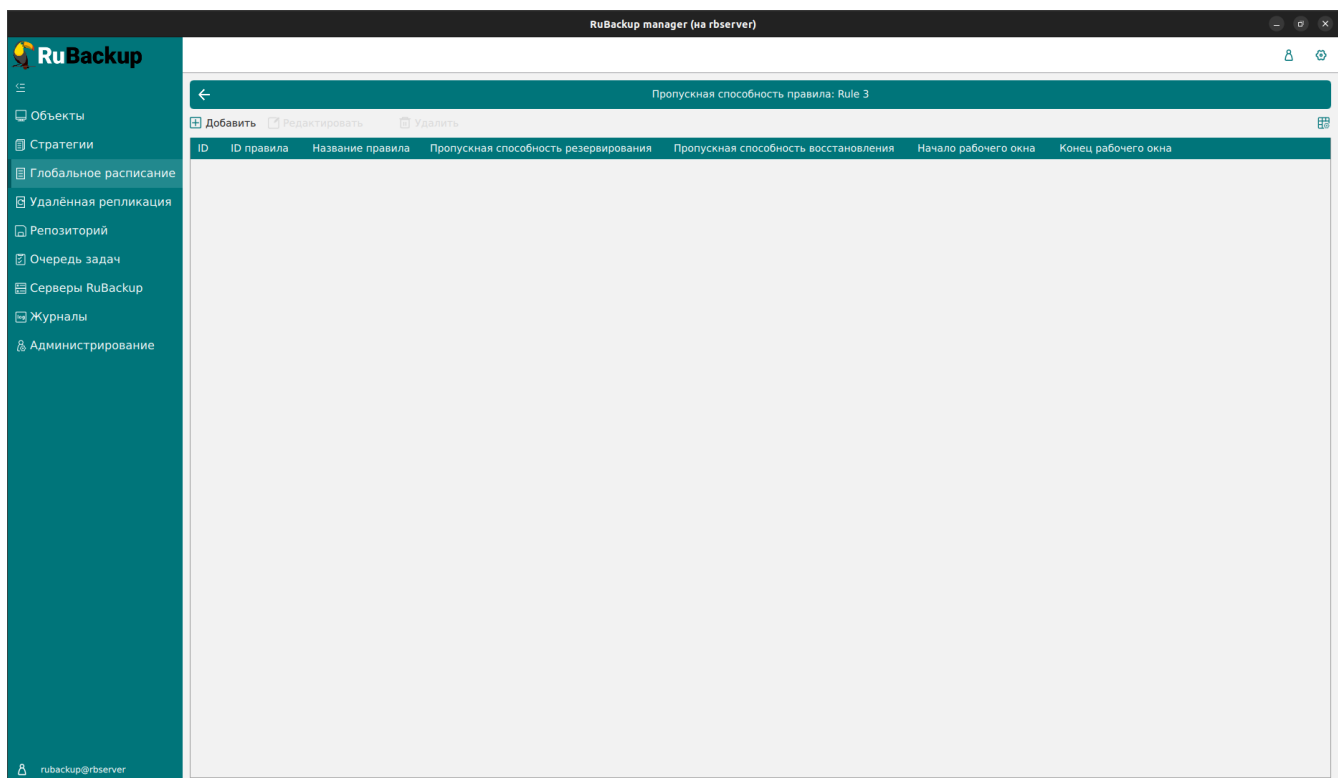 RuBackup manager (на rbserver)
RuBackup
Пропускная способность правила: Rule 3
Объекты
Добавить Редактировать Удалить
Стратегии
ID ID правила Название правила Пропускная способность резервирования Пропускная способность восстановления Начало рабочего окна Конец рабочего окна
Глобальное расписание
Удалённая репликация
Репозиторий
Очередь задач
Серверы RuBackup
Журналы
Администрирование
rubackup@rbserver